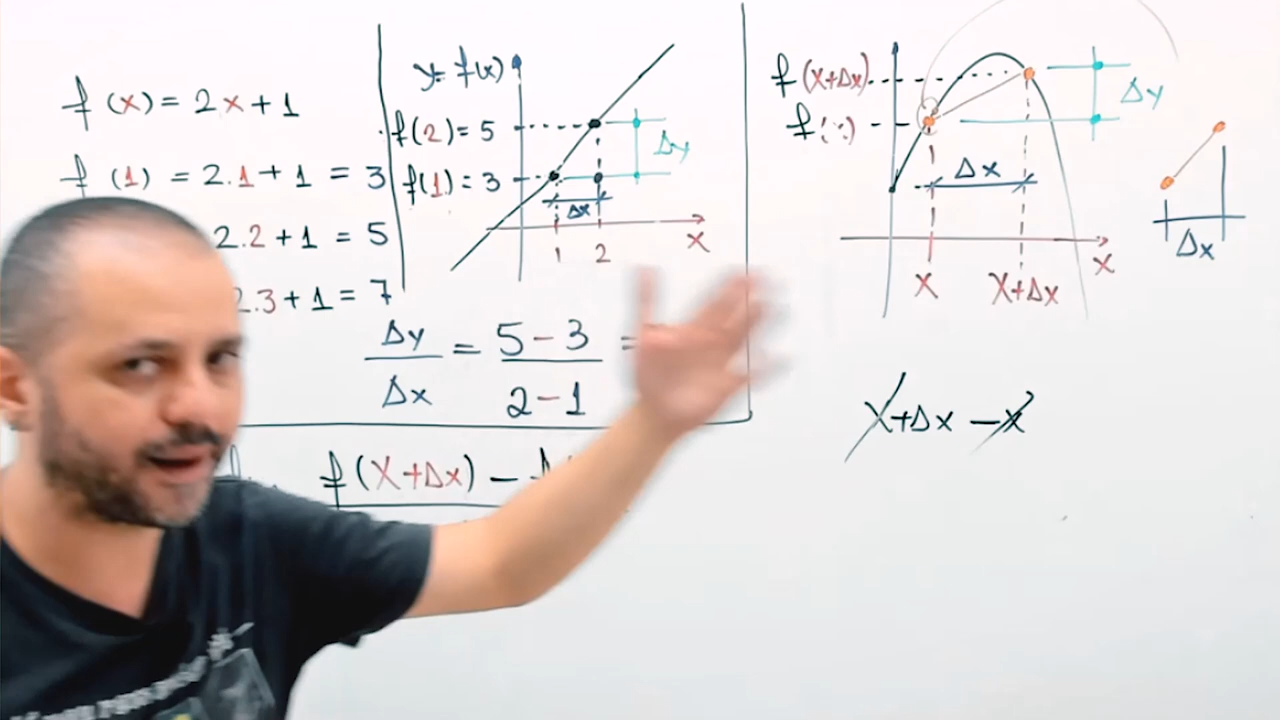 f(x) = 2x+1
f(1) = 2.1+1 = 3
2.2+1 = 5
2.3+1 = 7
y= f(x)
f(2)=5
f(1)=3
Δy
Δx
1
2
x
Δy
Δx
=
5-3
2-1
=
f(x+Δx) -
f(x+Δx)
Δy
Δx
x
x+Δx
x
Δx
x+Δx -x